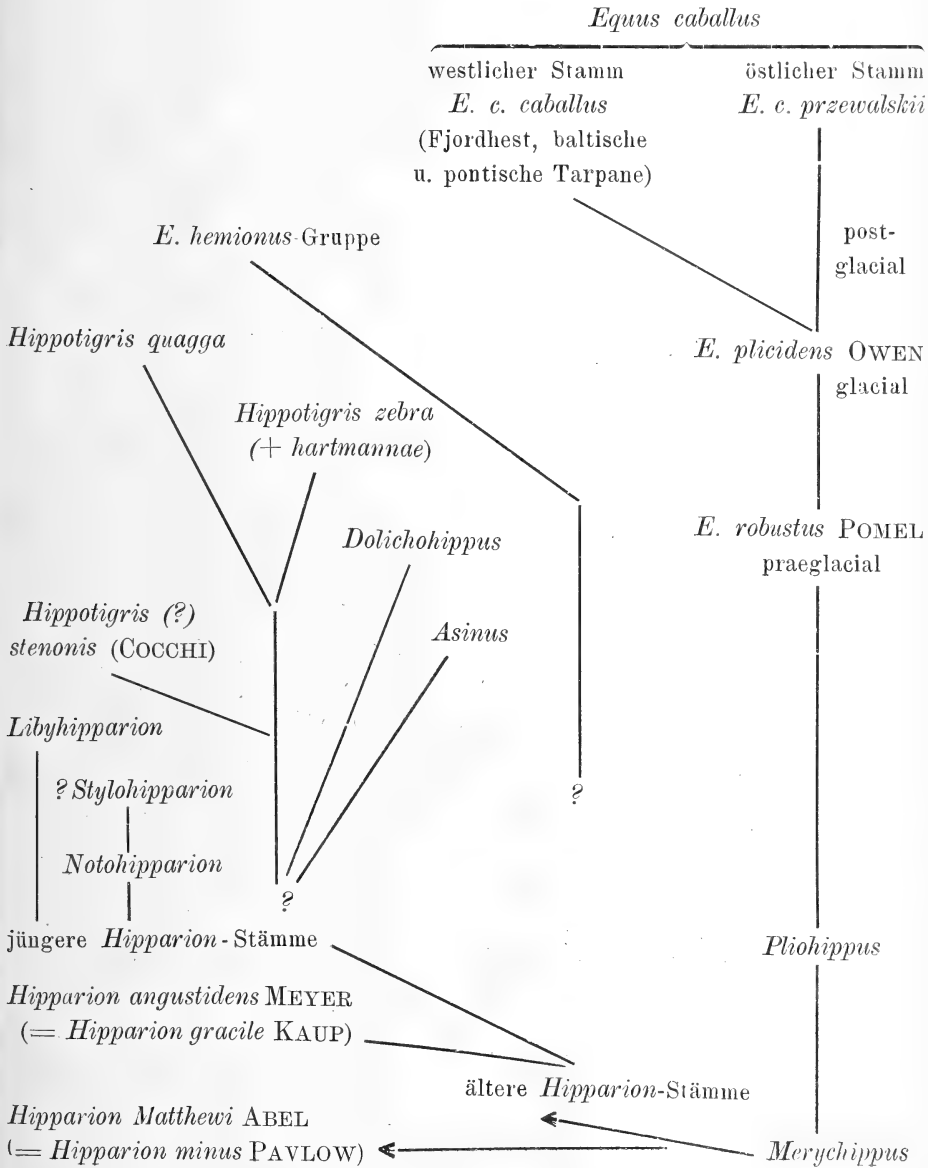 Equus caballus
westlicher Stamm
E. c. caballus
(Fjordhest, baltische
u. pontische Tarpane)
östlicher Stamm
E. c. przewalskii
E. hemionus-Gruppe
post-
glacial
Hippotigris quagga
E. plicidens OWEN
glacial
Hippotigris zebra
(+ hartmannae)
E. robustus POMEL
praeglacial
Dolichohippus
Hippotigris (?)
stenonis (COCCHI)
Asinus
Libyhipparion
? Stylohipparion
?
Notohipparion
?
jüngere Hipparion-Stämme
Pliohippus
Hipparion angustidens MEYER
(= Hipparion gracile KAUP)
ältere Hipparion-Stämme
Hipparion Matthewi ABEL
(= Hipparion minus PAVLOW)
Merychippus